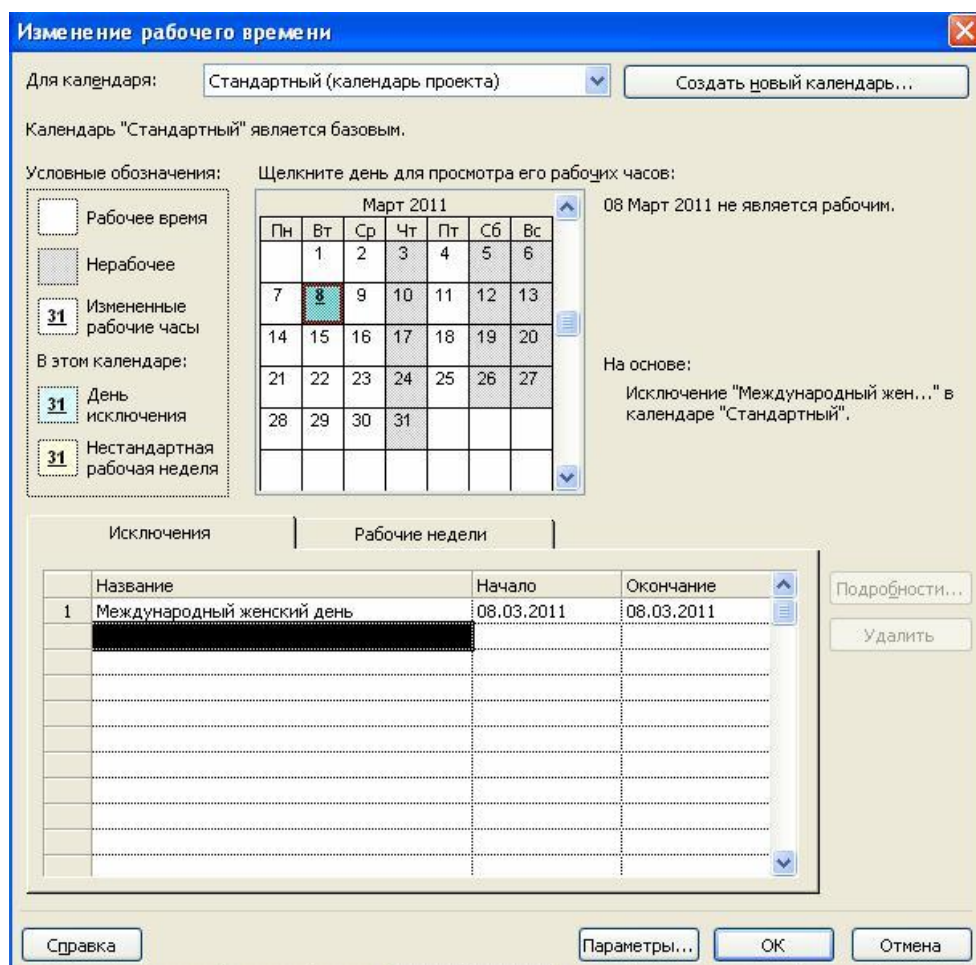 Изменение рабочего времени
Для календаря: Стандартный (календарь проекта) Создать новый календарь...
Календарь "Стандартный" является базовым.
Условные обозначения: Щелкните день для просмотра его рабочих часов:
Рабочее время
Нерабочее
31 Измененные
рабочие часы
В этом календаре:
31 День
исключения
31 Нестандартная
рабочая неделя
Март 2011
Пн Вт Ср Чт Пт Сб Вс
1 2 3 4 5 6
7 8 9 10 11 12 13
14 15 16 17 18 19 20
21 22 23 24 25 26 27
28 29 30 31
08 Март 2011 не является рабочим.
На основе:
Исключение "Международный жен..." в
календаре "Стандартный".
Исключения Рабочие недели
Название Начало Окончание
1 Международный женский день 08.03.2011 08.03.2011
Подробности...
Удалить
Справка Параметры... ОК Отмена